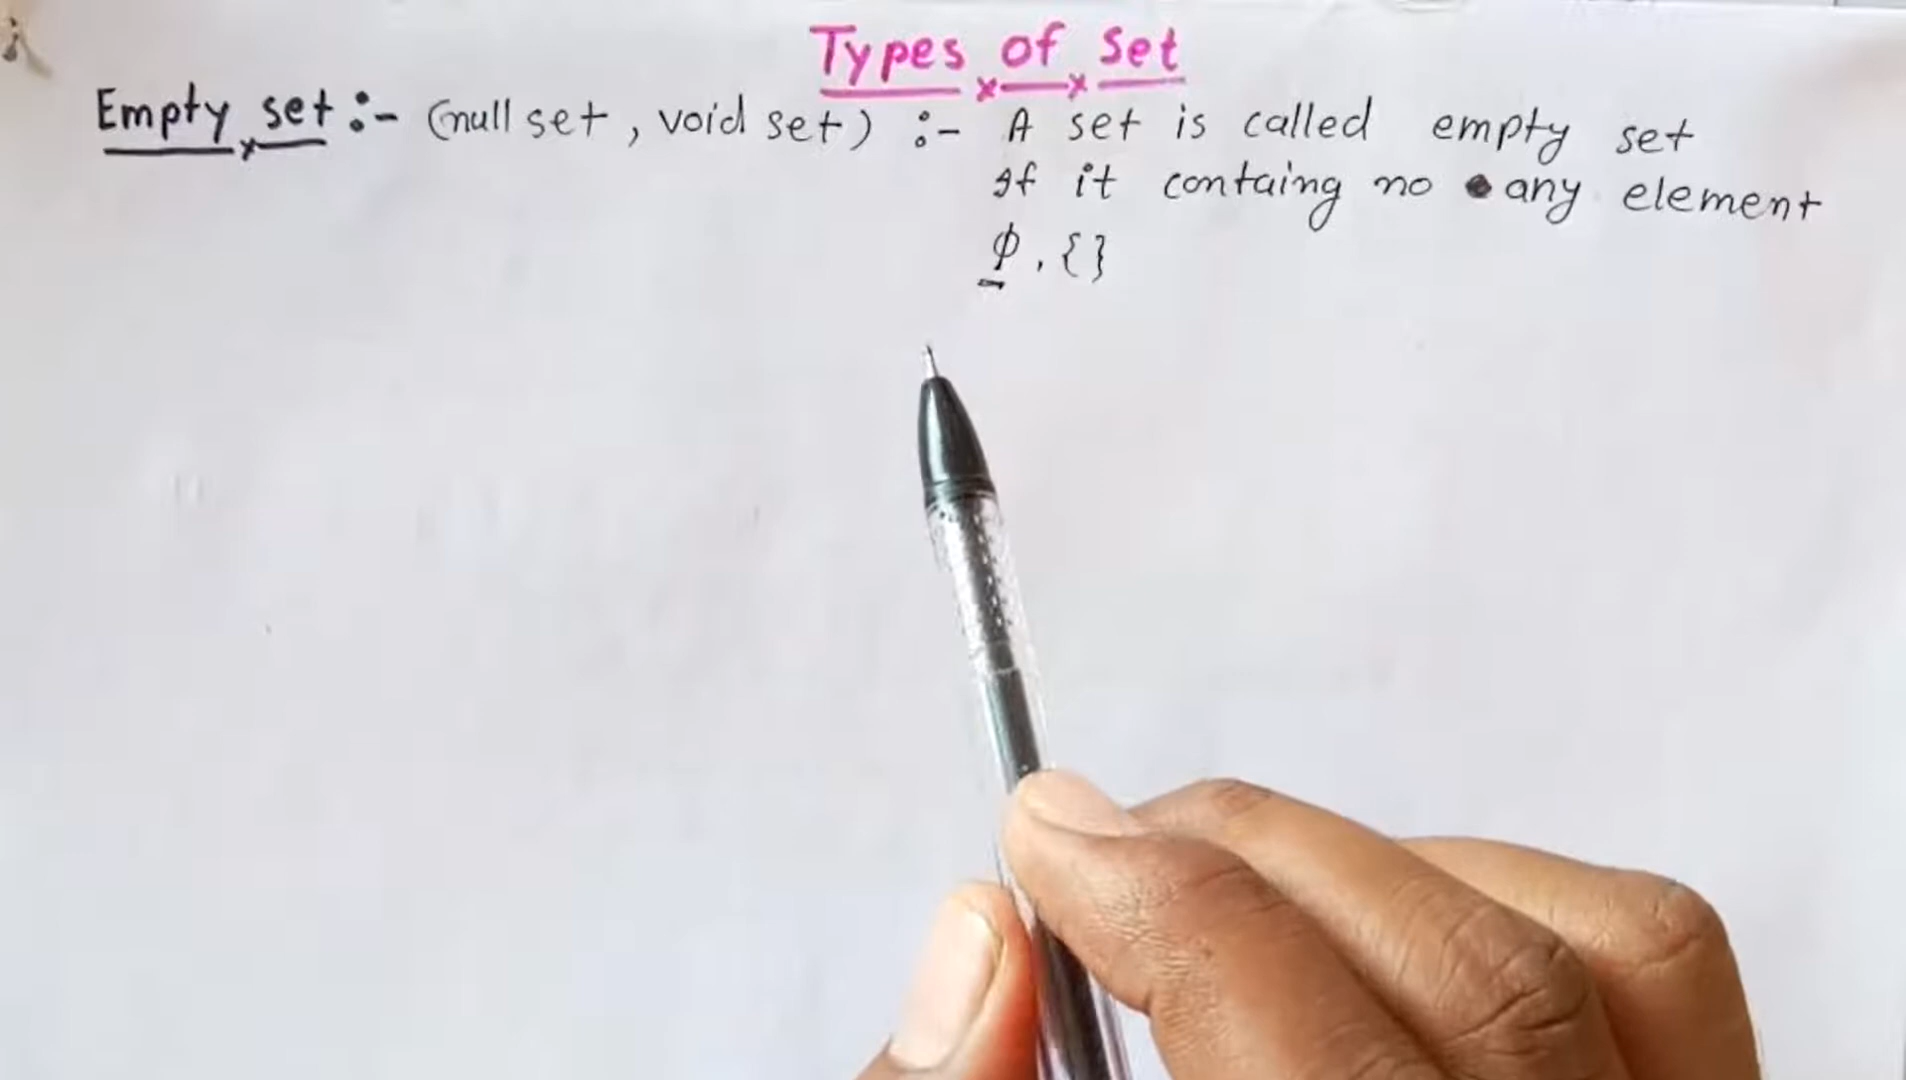 Types of Set
Empty set :- (null set, void set) :- A set is called empty set
If it containg no any element
ϕ, {}